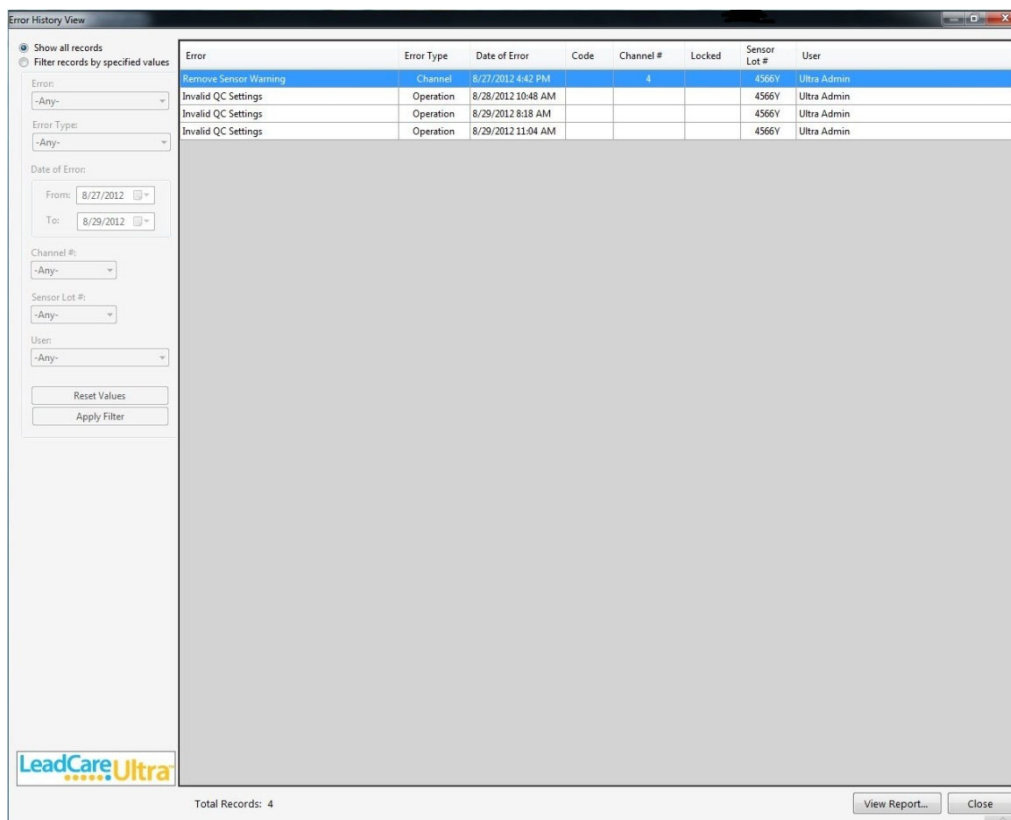 Error History View
Show all records
Filter records by specified values
Error:
-Any-
Error Type:
-Any-
Date of Error:
From: 8/27/2012
To: 8/29/2012
Channel #:
-Any-
Sensor Lot #:
-Any-
User:
-Any-
Reset Values
Apply Filter
Error Error Type Date of Error Code Channel # Locked Sensor Lot # User
Remove Sensor Warning Channel 8/27/2012 4:42 PM 4 4566Y Ultra Admin
Invalid QC Settings Operation 8/28/2012 10:48 AM 4566Y Ultra Admin
Invalid QC Settings Operation 8/29/2012 8:18 AM 4566Y Ultra Admin
Invalid QC Settings Operation 8/29/2012 11:04 AM 4566Y Ultra Admin
LeadCare Ultra
Total Records: 4
View Report...
Close